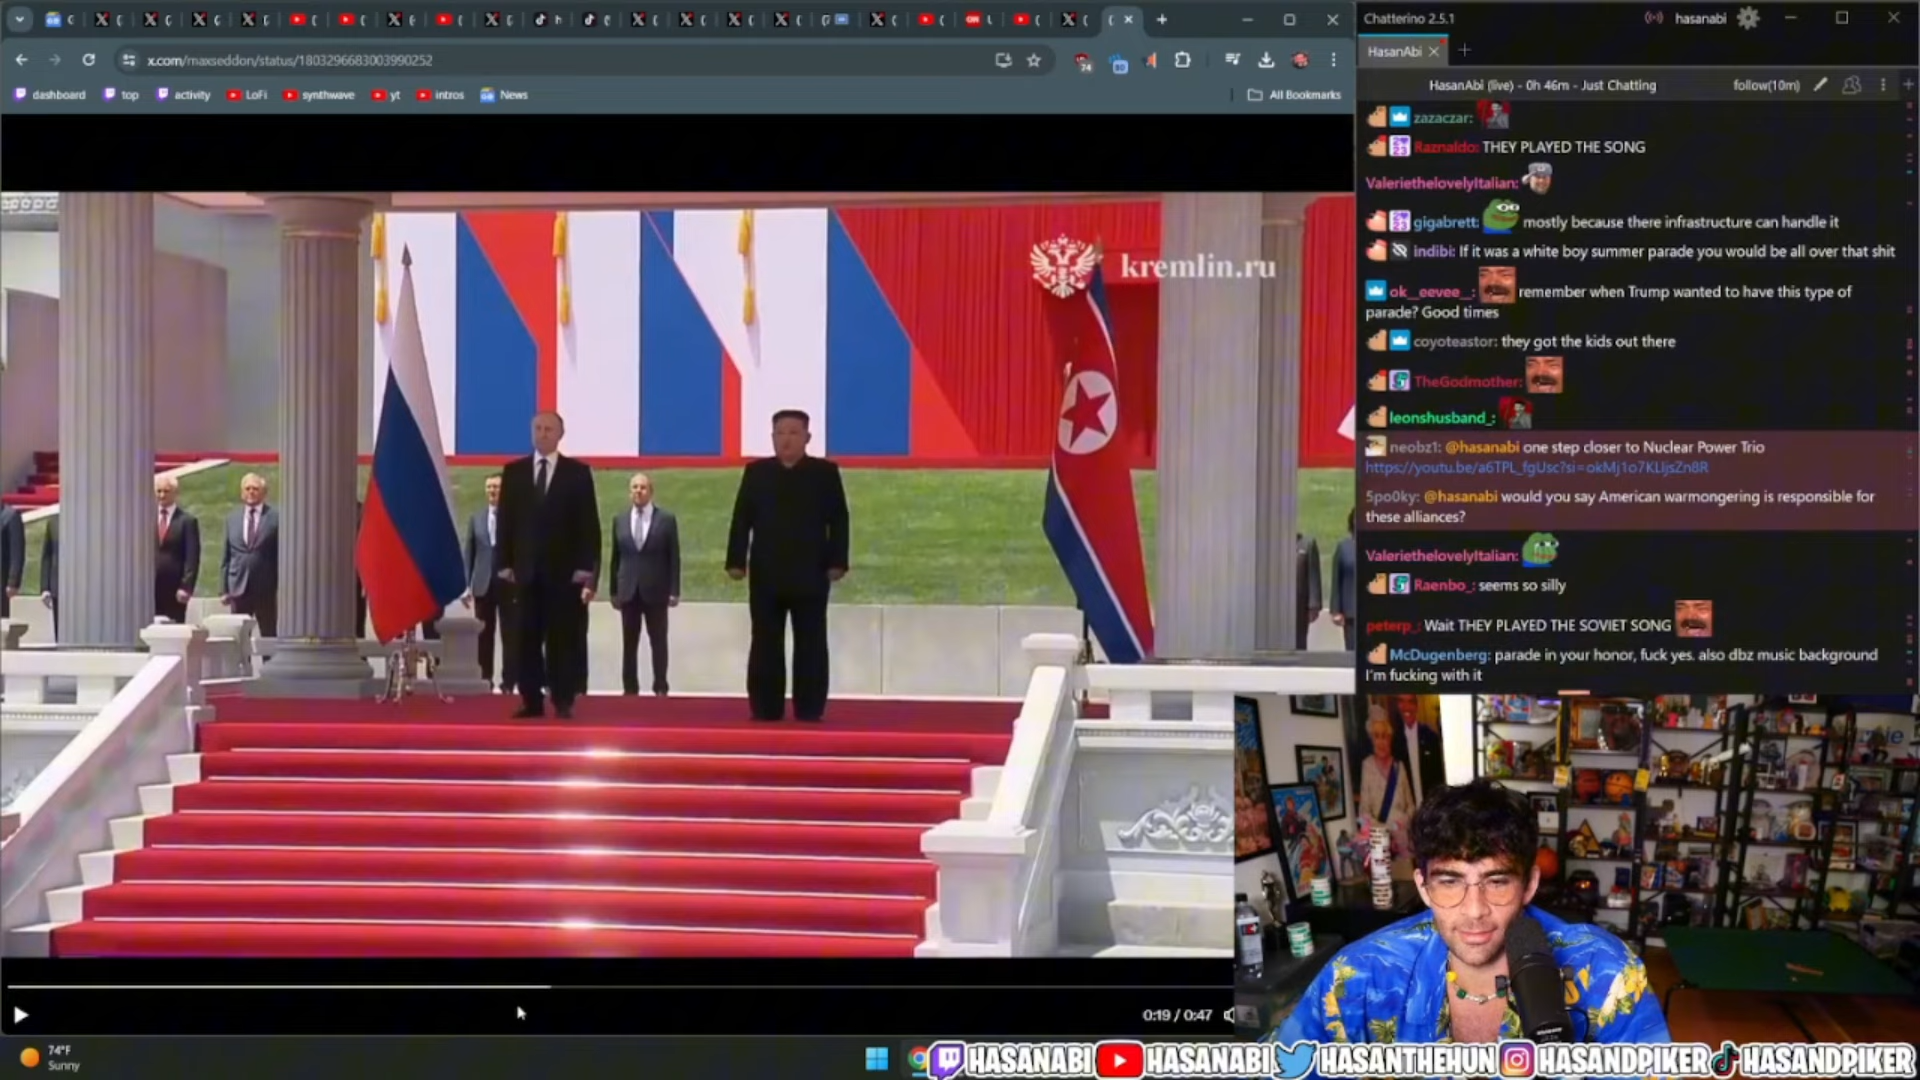 x.com/maxseddon/status/1803296683003990252
dashboard
top
activity
LoFi
synthwave
yt
intros
News
All Bookmarks
kremlin.ru
0:19 / 0:47
74°F
Sunny
Chatterino 2.5.1
hasanabi
HasanAbi
HasanAbi (live) - 0h 46m - Just Chatting
follow(10m)
zazaczar:
Raznaldo: THEY PLAYED THE SONG
ValeriethelovelyItalian:
gigabrett: mostly because there infrastructure can handle it
indibi: If it was a white boy summer parade you would be all over that shit
ok__eevee__: remember when Trump wanted to have this type of
parade? Good times
coyoteastor: they got the kids out there
TheGodmother:
leonshusband_:
neobz1: @hasanabi one step closer to Nuclear Power Trio
5po0ky: @hasanabi would you say American warmongering is responsible for
these alliances?
ValeriethelovelyItalian:
Raenbo_: seems so silly
peterp_: Wait THEY PLAYED THE SOVIET SONG
McDugenberg: parade in your honor, fuck yes. also dbz music background
I'm fucking with it
HASANABI
HASANABI
HASANTHEHUN
HASANDPIKER
HASANDPIKER